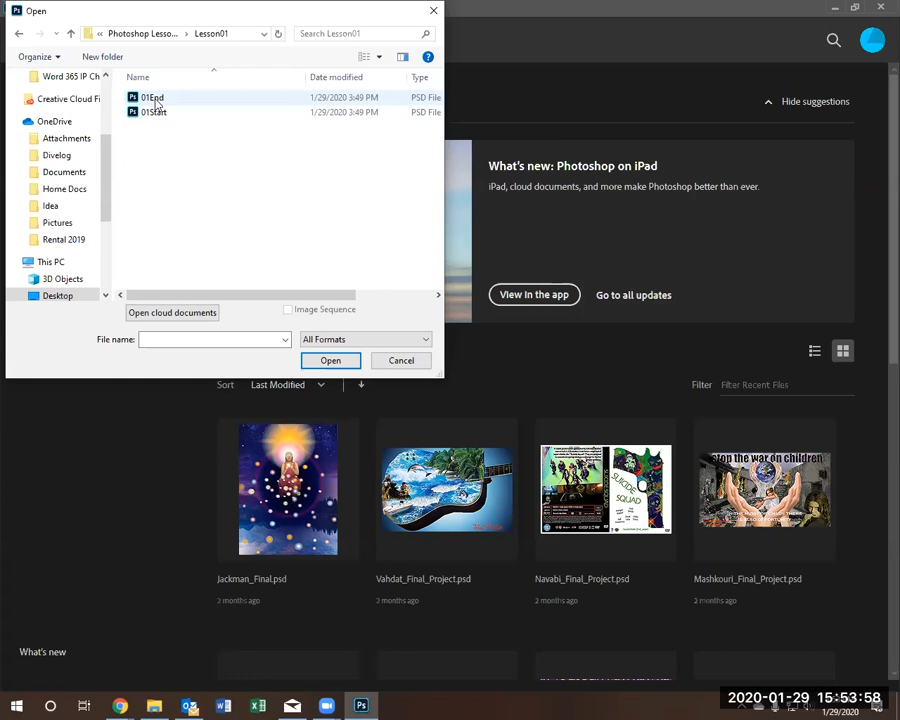 Open
Photoshop Lesso...
Lesson01
Search Lesson01
Organize
New folder
Name
Date modified
Type
Word 365 IP Ch
Creative Cloud Fi
OneDrive
Attachments
Divelog
Documents
Home Docs
Idea
Pictures
Rental 2019
This PC
3D Objects
Desktop
01End
1/29/2020 3:49 PM
PSD File
01Start
1/29/2020 3:49 PM
PSD File
Open cloud documents
Image Sequence
File name:
All Formats
Open
Cancel
Hide suggestions
What's new: Photoshop on iPad
iPad, cloud documents, and more make Photoshop better than ever.
View in the app
Go to all updates
Sort
Last Modified
Filter
Filter Recent Files
SUICIDE
SQUAD
stop the war on children
Jackman_Final.psd
Vahdat_Final_Project.psd
Navabi_Final_Project.psd
Mashkouri_Final_Project.psd
2 months ago
2 months ago
2 months ago
2 months ago
What's new
2020-01-29 15:53:58
1/29/2020